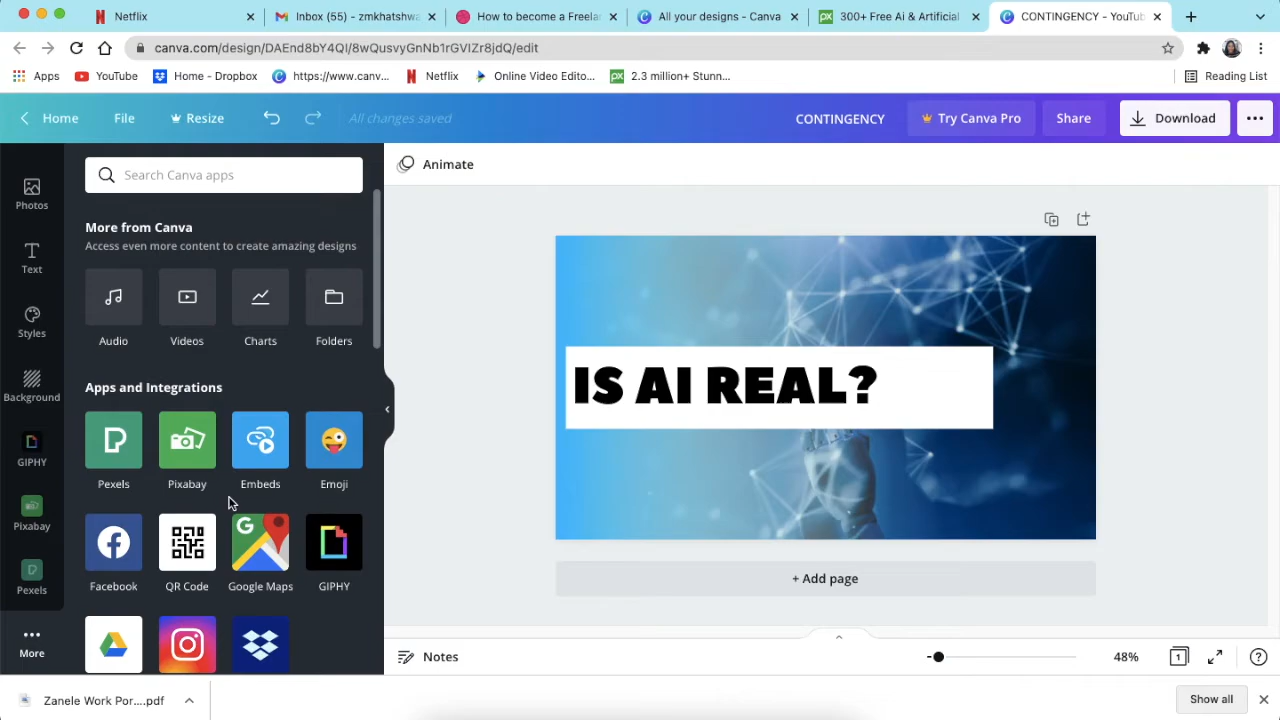 Netflix
Inbox (55) - zmkhatshwa
How to become a Freelan
All your designs - Canva
300+ Free Ai & Artificial
CONTINGENCY - YouTub
canva.com/design/DAEnd8bY4QI/8wQusvyGnNb1rGVIZr8jdQ/edit
Apps
YouTube
Home - Dropbox
https://www.canv...
Netflix
Online Video Edito...
2.3 million+ Stunn...
Reading List
Home
File
Resize
All changes saved
CONTINGENCY
Try Canva Pro
Share
Download
Photos
Text
Styles
Background
GIPHY
Pixabay
Pexels
More
Search Canva apps
More from Canva
Access even more content to create amazing designs
Audio
Videos
Charts
Folders
Apps and Integrations
Pexels
Pixabay
Embeds
Emoji
Facebook
QR Code
Google Maps
GIPHY
Animate
IS AI REAL?
+ Add page
Notes
48%
1
Zanele Work Por....pdf
Show all